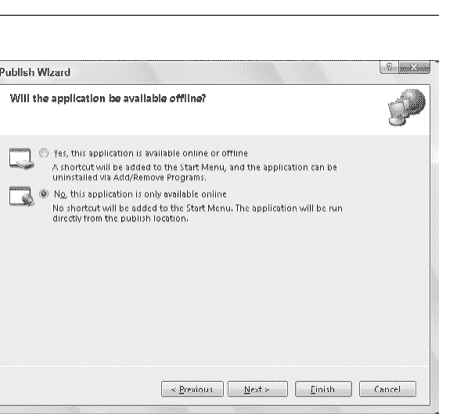 Publish Wizard
Will the application be available offline?
Yes, this application is available online or offline
A shortcut will be added to the Start Menu, and the application can be
uninstalled via Add/Remove Programs.
No, this application is only available online
No shortcut will be added to the Start Menu. The application will be run
directly from the publish location.
< Previous
Next >
Finish
Cancel